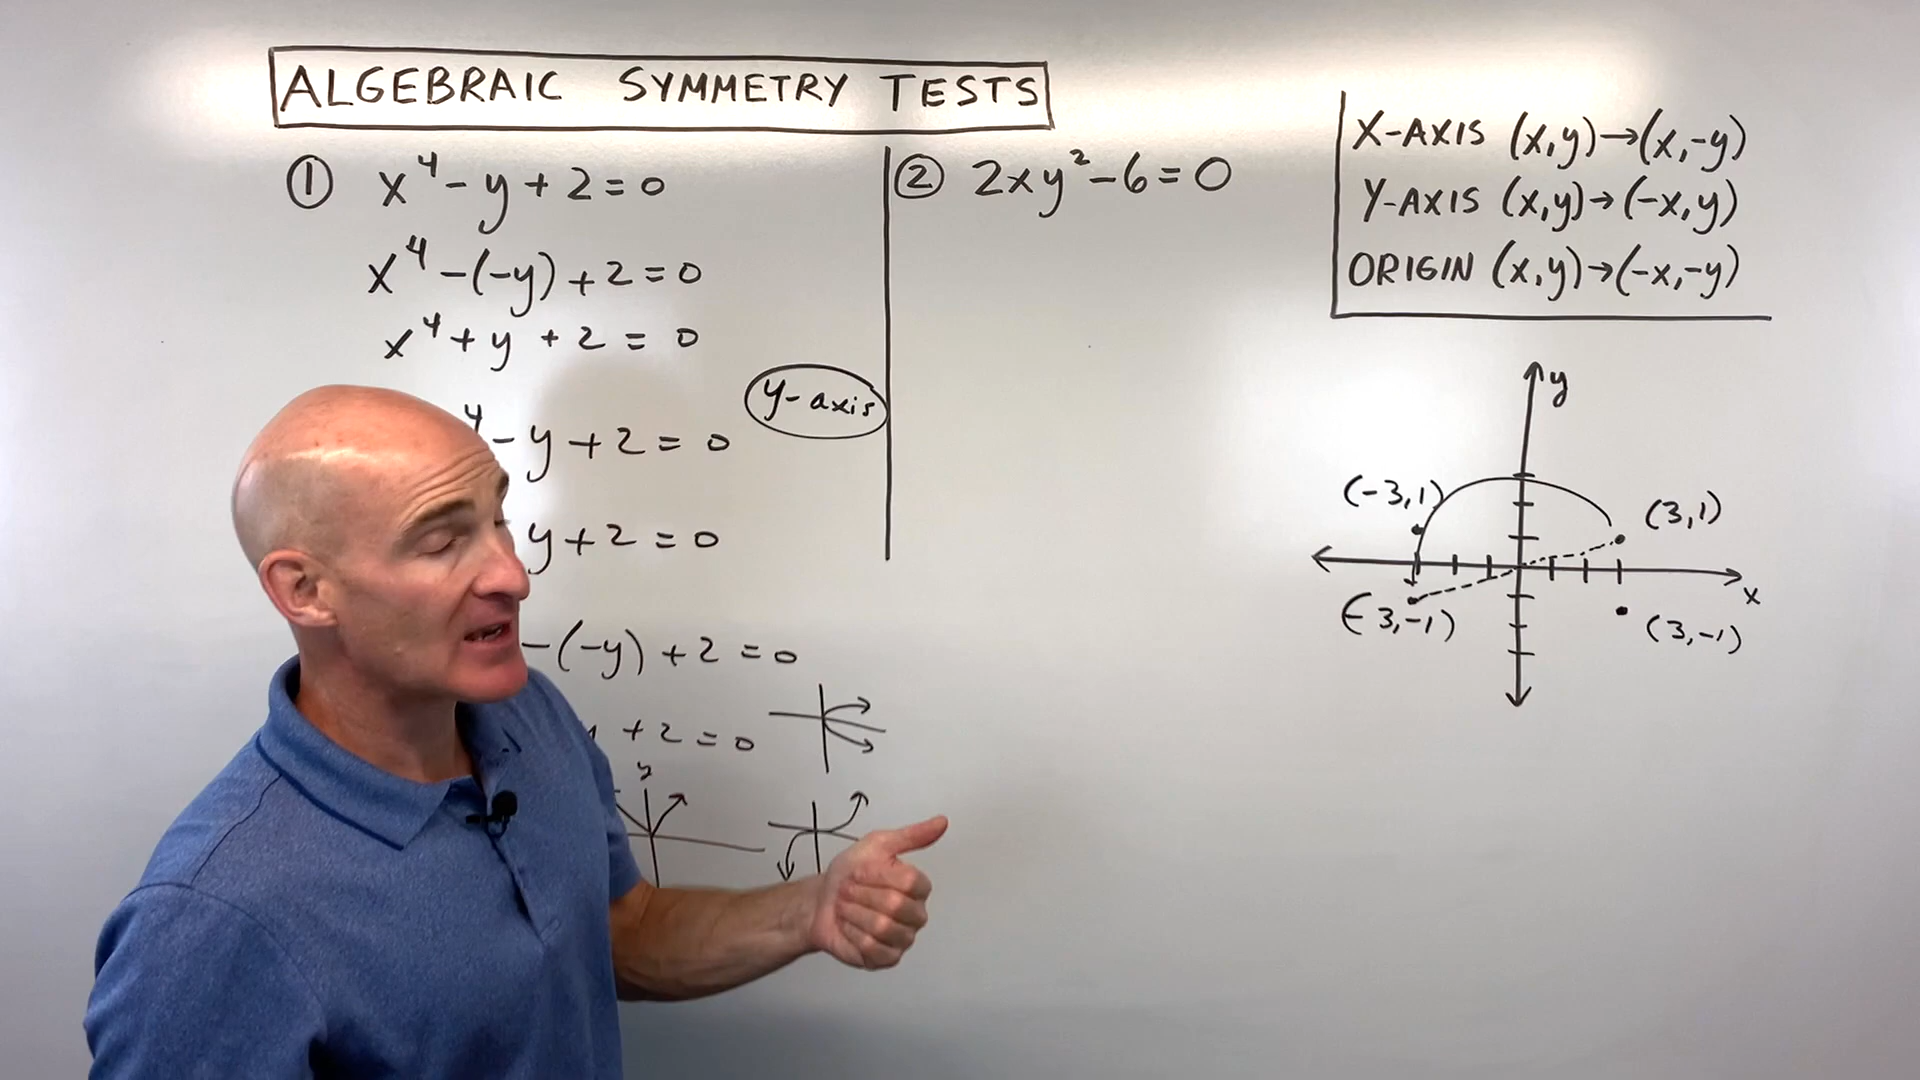 ALGEBRAIC SYMMETRY TESTS
① x⁴ - y + 2 = 0
x⁴ - (-y) + 2 = 0
x⁴ + y + 2 = 0
y-axis
⁴ - y + 2 = 0
y + 2 = 0
- (-y) + 2 = 0
+ 2 = 0
y
② 2xy² - 6 = 0
X-AXIS (x,y)→(x,-y)
Y-AXIS (x,y)→(-x,y)
ORIGIN (x,y)→(-x,-y)
y
(-3,1)
(3,1)
x
(-3,-1)
(3,-1)